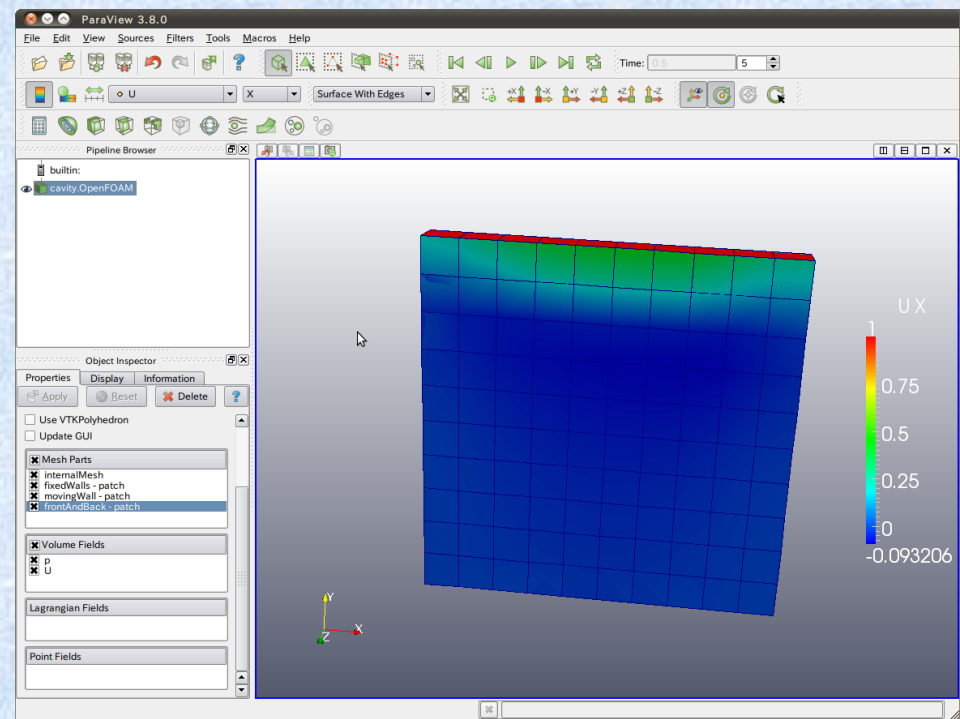 ParaView 3.8.0
File Edit View Sources Filters Tools Macros Help
Time: 0.5 5
U X Surface With Edges +X -X +Y -Y +Z -Z
Pipeline Browser
builtin:
cavity.OpenFOAM
Object Inspector
Properties Display Information
Apply Reset Delete ?
Use VTKPolyhedron
Update GUI
Mesh Parts
internalMesh
fixedWalls - patch
movingWall - patch
frontAndBack - patch
Volume Fields
p
U
Lagrangian Fields
Point Fields
Y
X
Z
U X
1
0.75
0.5
0.25
0
-0.093206